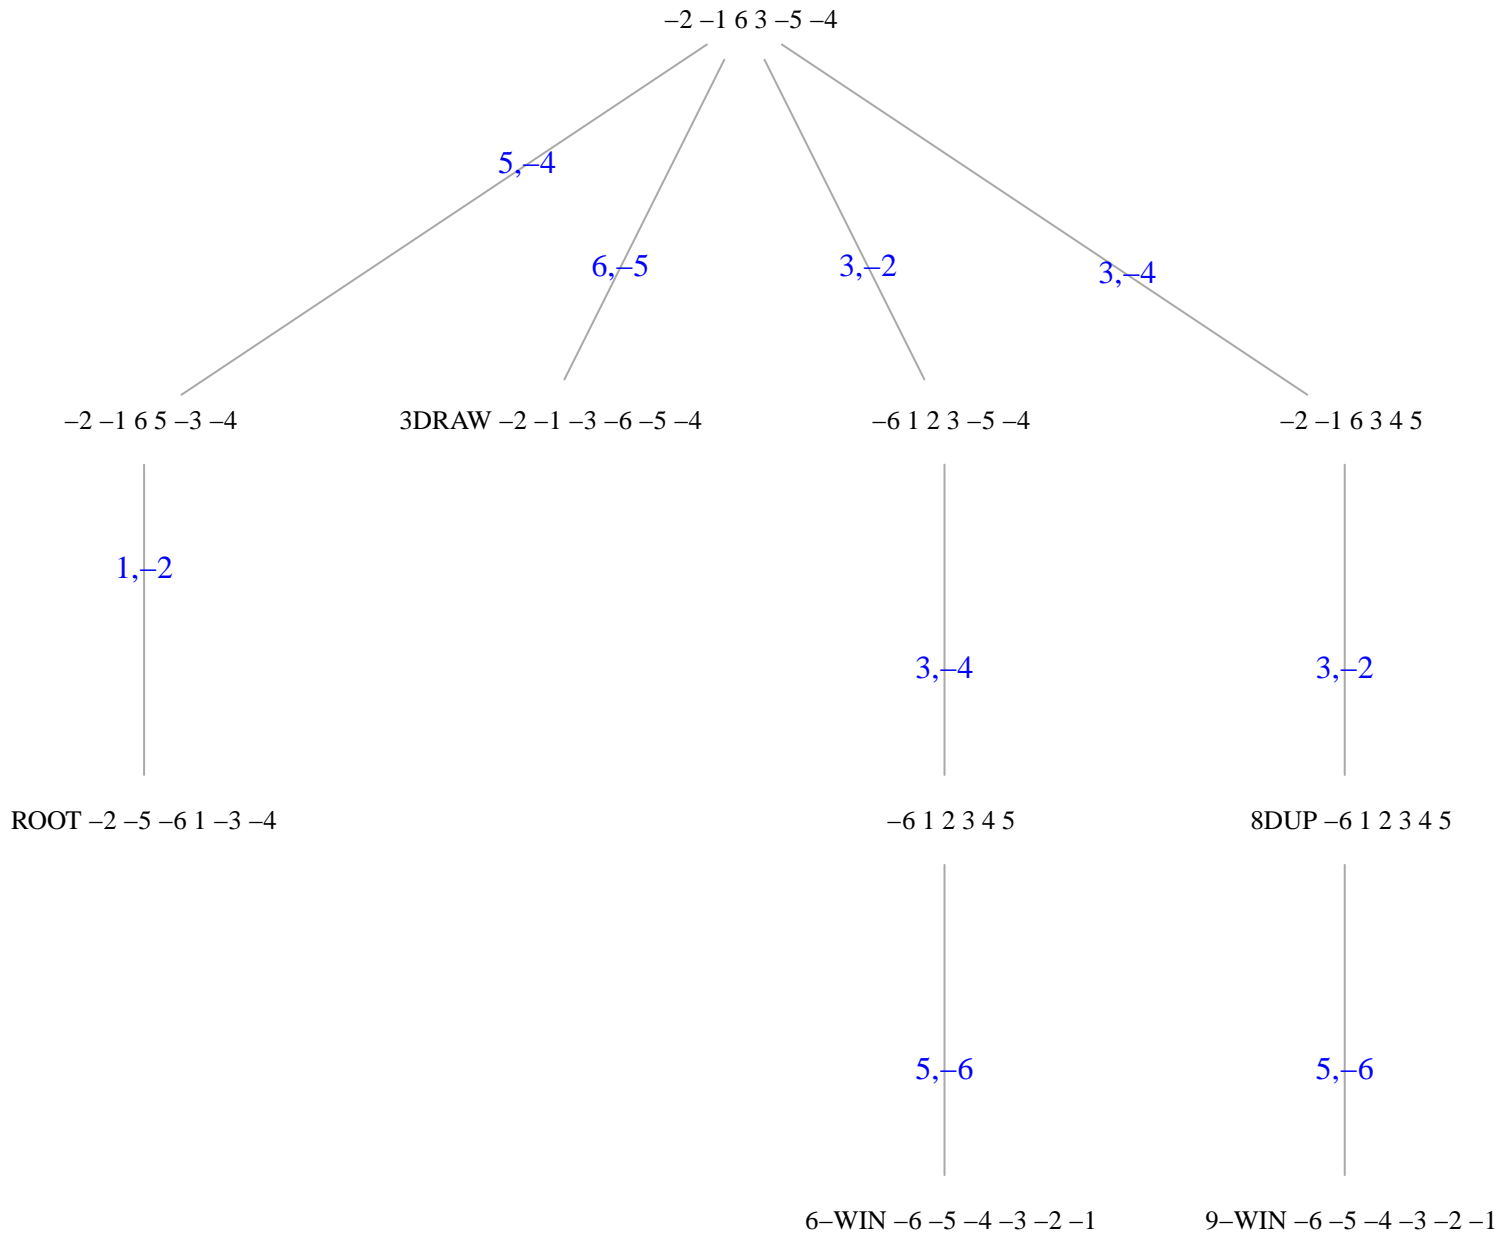 –2 –1 6 3 –5 –4
5,–4
6,–5
3,–2
3,–4
–2 –1 6 5 –3 –4
3DRAW –2 –1 –3 –6 –5 –4
–6 1 2 3 –5 –4
–2 –1 6 3 4 5
1,–2
3,–4
3,–2
ROOT –2 –5 –6 1 –3 –4
–6 1 2 3 4 5
8DUP –6 1 2 3 4 5
5,–6
5,–6
6–WIN –6 –5 –4 –3 –2 –1
9–WIN –6 –5 –4 –3 –2 –1